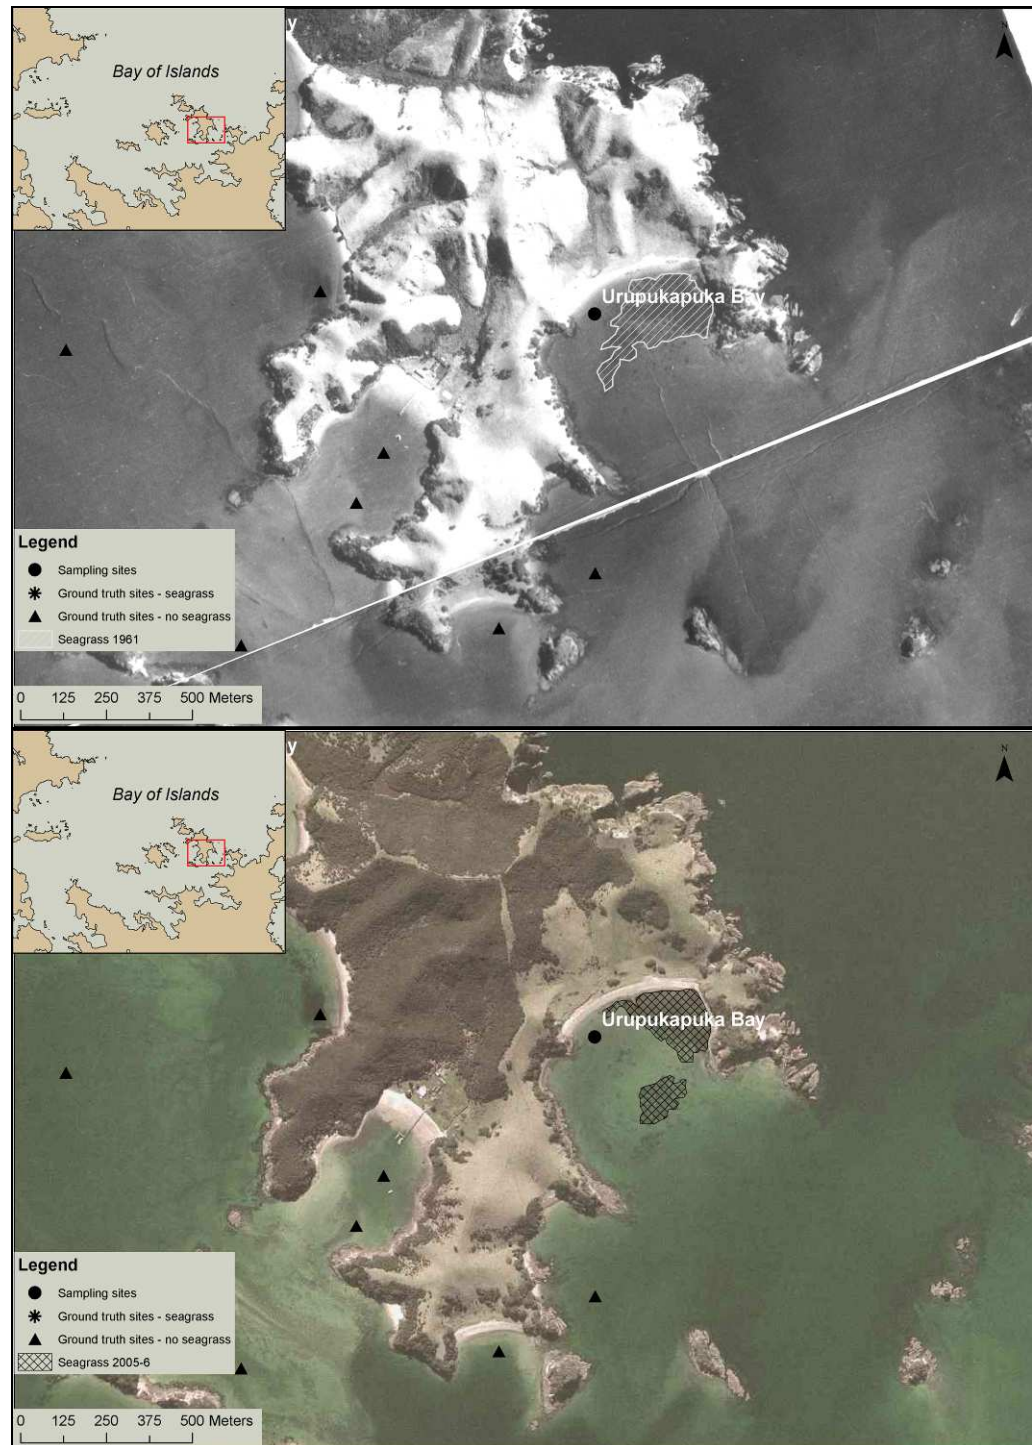 y
N
Bay of Islands
Urupukapuka Bay
Legend
Sampling sites
Ground truth sites - seagrass
Ground truth sites - no seagrass
Seagrass 1961
0 125 250 375 500 Meters
y
N
Bay of Islands
Urupukapuka Bay
Legend
Sampling sites
Ground truth sites - seagrass
Ground truth sites - no seagrass
Seagrass 2005-6
0 125 250 375 500 Meters